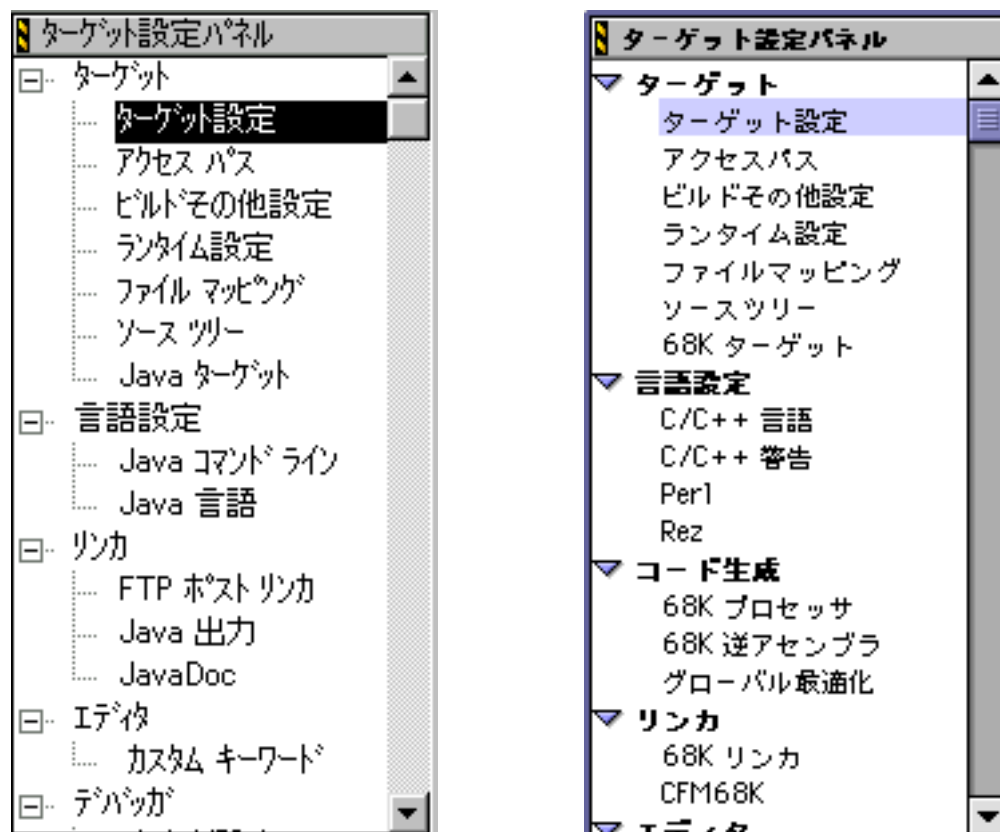 ターゲット設定パネル
ターゲット
ターゲット設定
アクセス パス
ビルドその他設定
ランタイム設定
ファイル マッピング
ソース ツリー
Java ターゲット
言語設定
Java コマンド ライン
Java 言語
リンカ
FTP ポスト リンカ
Java 出力
JavaDoc
エディタ
カスタム キーワード
デバッガ
ターゲット設定パネル
ターゲット
ターゲット設定
アクセスパス
ビルドその他設定
ランタイム設定
ファイルマッピング
ソースツリー
68K ターゲット
言語設定
C/C++ 言語
C/C++ 警告
Perl
Rez
コード生成
68K プロセッサ
68K 逆アセンブラ
グローバル最適化
リンカ
68K リンカ
CFM68K
エディタ